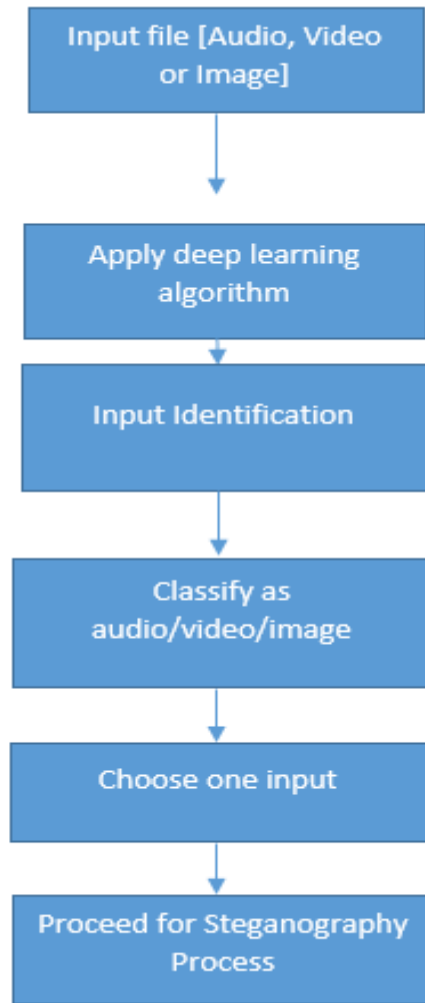 Input file [Audio, Video
or Image]
Apply deep learning
algorithm
Input Identification
Classify as
audio/video/image
Choose one input
Proceed for Steganography
Process